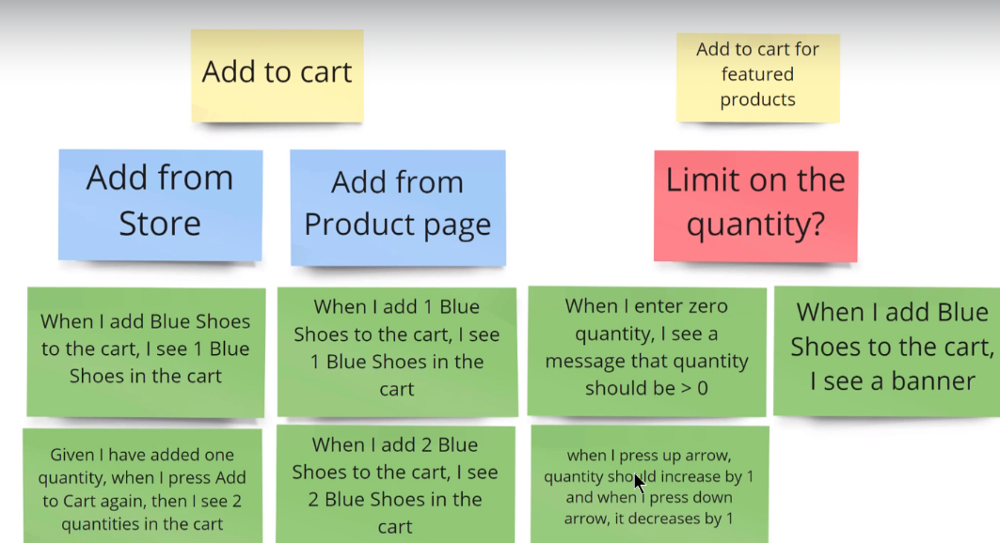 Add to cart
Add to cart for
featured
products
Add from
Store
Add from
Product page
Limit on the
quantity?
When I add Blue Shoes
to the cart, I see 1 Blue
Shoes in the cart
When I add 1 Blue
Shoes to the cart, I see
1 Blue Shoes in the
cart
When I enter zero
quantity, I see a
message that quantity
should be > 0
When I add Blue
Shoes to the cart,
I see a banner
Given I have added one
quantity, when I press Add
to Cart again, then I see 2
quantities in the cart
When I add 2 Blue
Shoes to the cart, I see
2 Blue Shoes in the
cart
when I press up arrow,
quantity should increase by 1
and when I press down
arrow, it decreases by 1